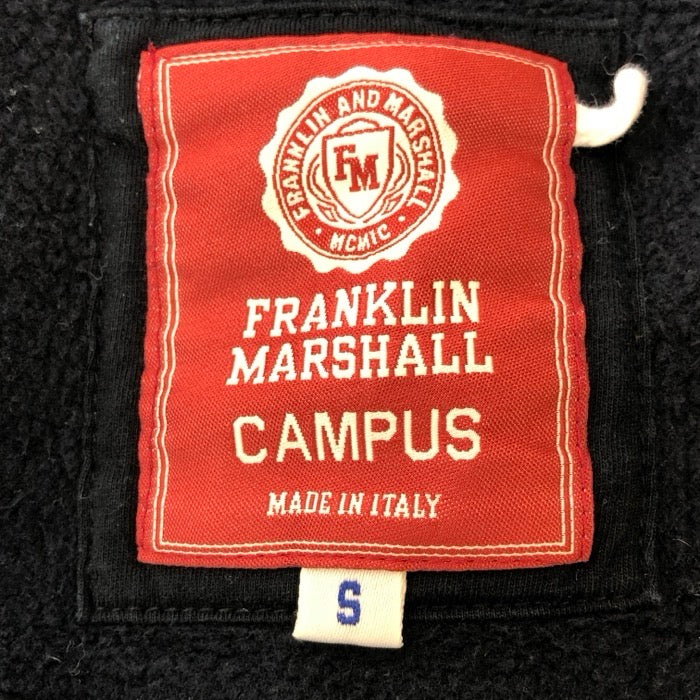 FRANKLIN AND MARSHALL
FM
• MCMIC •
FRANKLIN
MARSHALL
CAMPUS
MADE IN ITALY
S